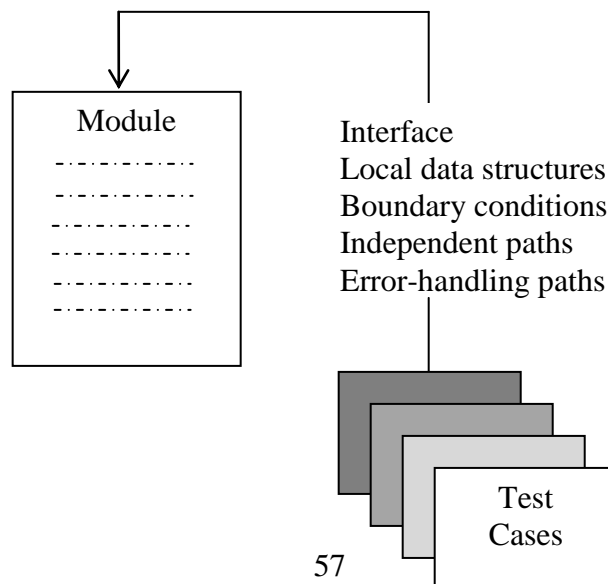 Module
Interface
Local data structures
Boundary conditions
Independent paths
Error-handling paths
Test
Cases
57